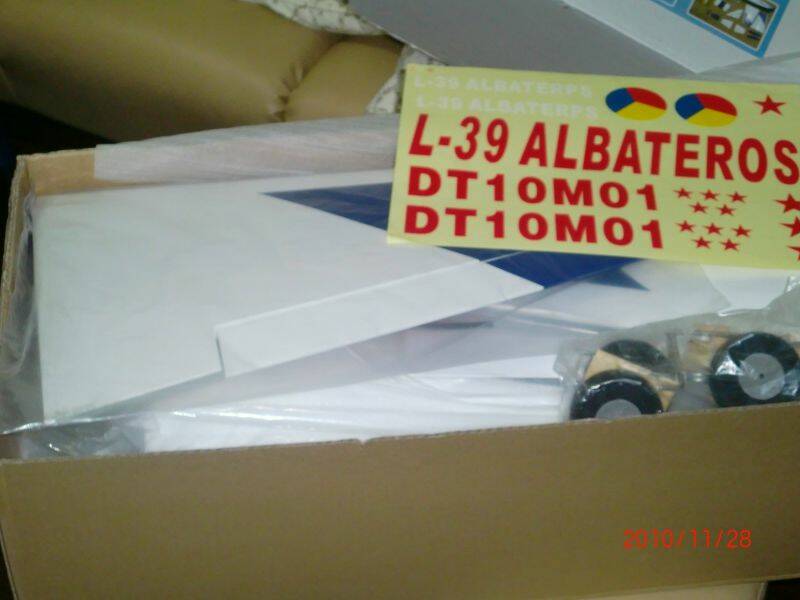 L-39 ALBATERPS
L-39 ALBATERPS
L-39 ALBATEROS
DT10M01
DT10M01
2010/11/28